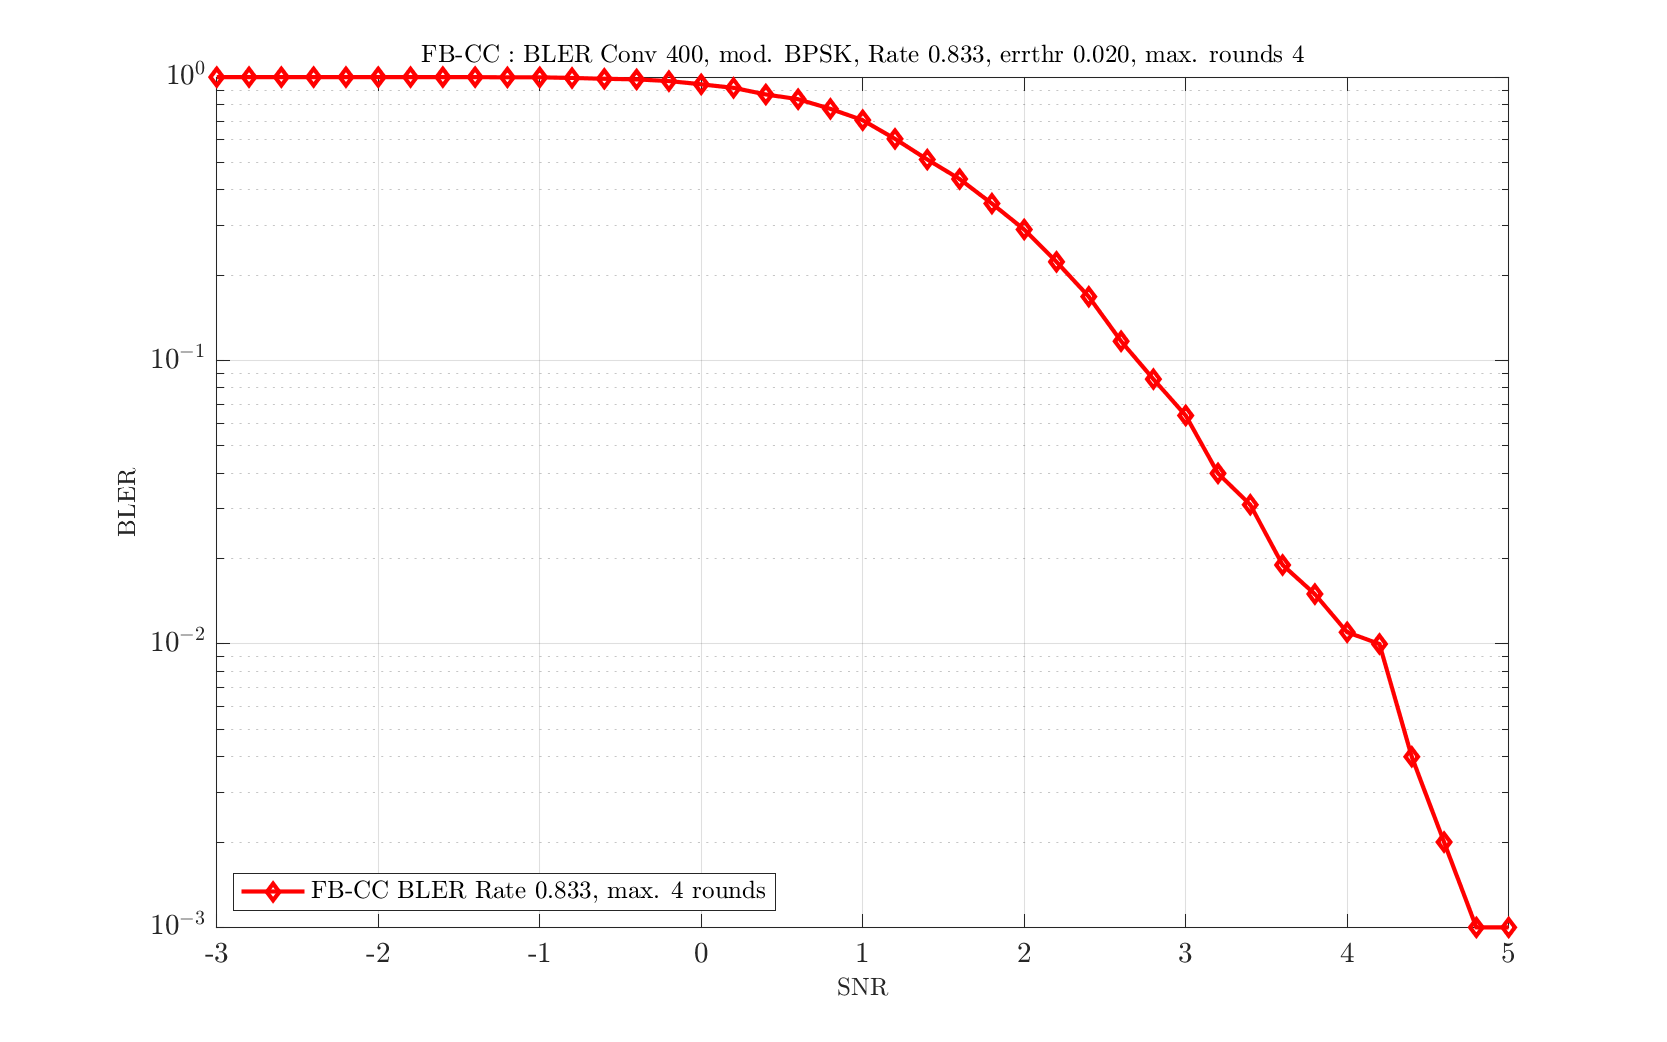 FB-CC : BLER Conv 400, mod. BPSK, Rate 0.833, errthr 0.020, max. rounds 4
10^0
10^-1
10^-2
10^-3
BLER
FB-CC BLER Rate 0.833, max. 4 rounds
-3 -2 -1 0 1 2 3 4 5
SNR